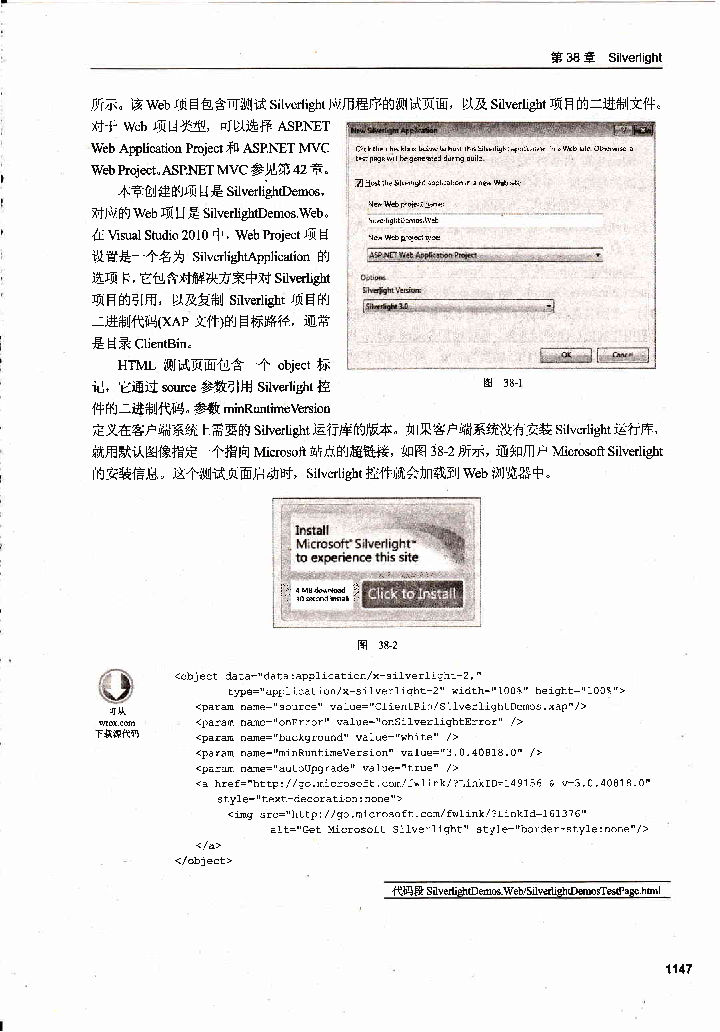 第 38 章 Silverlight
所示。该 Web 项目包含可测试 Silverlight 应用程序的测试页面，以及 Silverlight 项目的二进制文件。
对于 Web 项目类型，可以选择 ASP.NET
Web Application Project 和 ASP.NET MVC
Web Project。ASP.NET MVC 参见第 42 章。
本章创建的项目是 SilverlightDemos，
对应的 Web 项目是 SilverlightDemos.Web。
在 Visual Studio 2010 中，Web Project 项目
设置是一个名为 SilverlightApplication 的
选项卡，它包含对解决方案中对 Silverlight
项目的引用，以及复制 Silverlight 项目的
二进制代码(XAP 文件)的目标路径，通常
是目录 ClientBin。
HTML 测试页面包含一个 object 标
记，它通过 source 参数引用 Silverlight 控
件的二进制代码。参数 minRuntimeVersion
New Silverlight Application
Click the checkbox below to host this Silverlight application in a Web site. Otherwise, a
test page will be generated during build.
Host the Silverlight application in a new Web site
New Web project name:
SilverlightDemos.Web
New Web project type:
ASP.NET Web Application Project
Options
Silverlight Version:
Silverlight 3.0
OK Cancel
图 38-1
定义在客户端系统上需要的 Silverlight 运行库的版本。如果客户端系统没有安装 Silverlight 运行库，
就用默认图像指定一个指向 Microsoft 站点的超链接，如图 38-2 所示，通知用户 Microsoft Silverlight
的安装信息。这个测试页面启动时，Silverlight 控件就会加载到 Web 浏览器中。
Install
Microsoft® Silverlight™
to experience this site
4 MB download
10 second install
Click to Install
图 38-2
可从
wrox.com
下载源代码
<object data="data:application/x-silverlight-2,"
type="application/x-silverlight-2" width="100%" height="100%">
<param name="source" value="ClientBin/SilverlightDemos.xap"/>
<param name="onError" value="onSilverlightError" />
<param name="background" value="white" />
<param name="minRuntimeVersion" value="3.0.40818.0" />
<param name="autoUpgrade" value="true" />
<a href="http://go.microsoft.com/fwlink/?LinkID=149156 & v=3.0.40818.0"
style="text-decoration:none">
<img src="http://go.microsoft.com/fwlink/?LinkId=161376"
alt="Get Microsoft Silverlight" style="border-style:none"/>
</a>
</object>
代码段 SilverlightDemos.Web/SilverlightDemosTestPage.html
1147